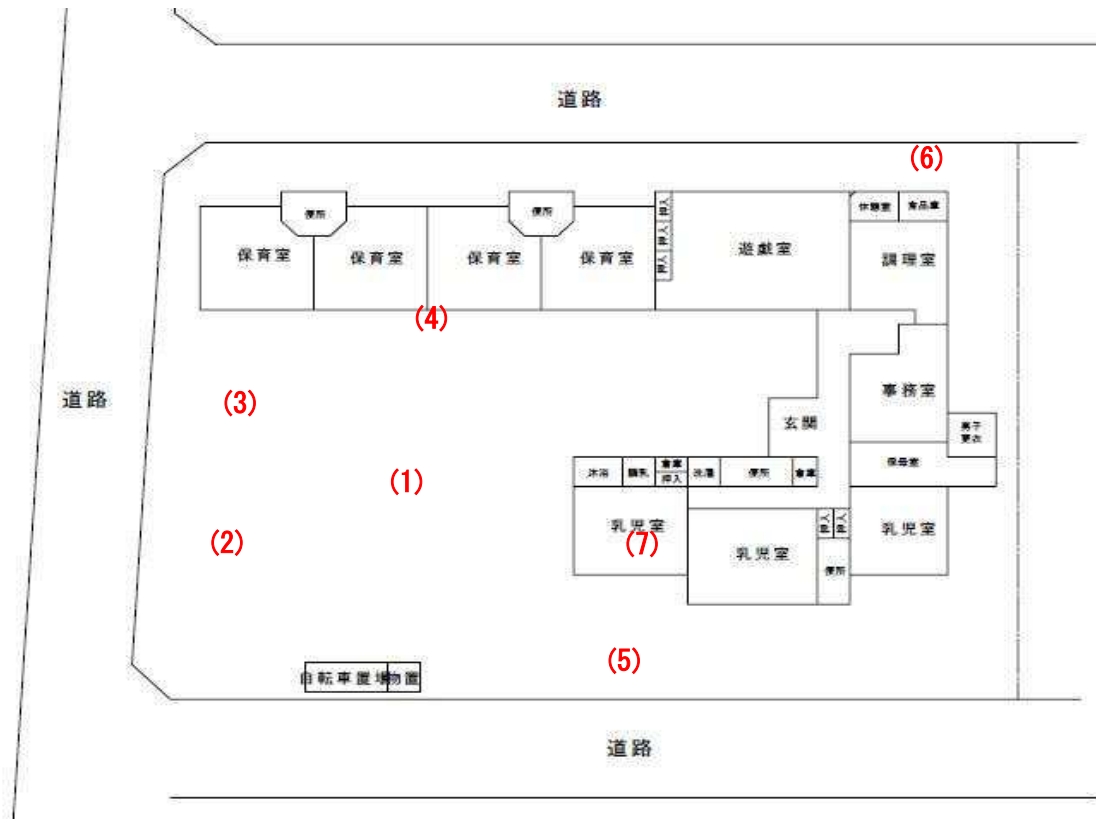 道路
(6)
便所
便所
押入
押入
押入
休憩室
食品庫
保育室
保育室
保育室
保育室
遊戯室
調理室
(4)
道路
(3)
事務室
玄関
男子
更衣
(1)
沐浴
調乳
倉庫
押入
洗濯
便所
倉庫
保母室
(2)
乳児室
(7)
乳児室
押入
押入
便所
乳児室
(5)
自転車置場
物置
道路